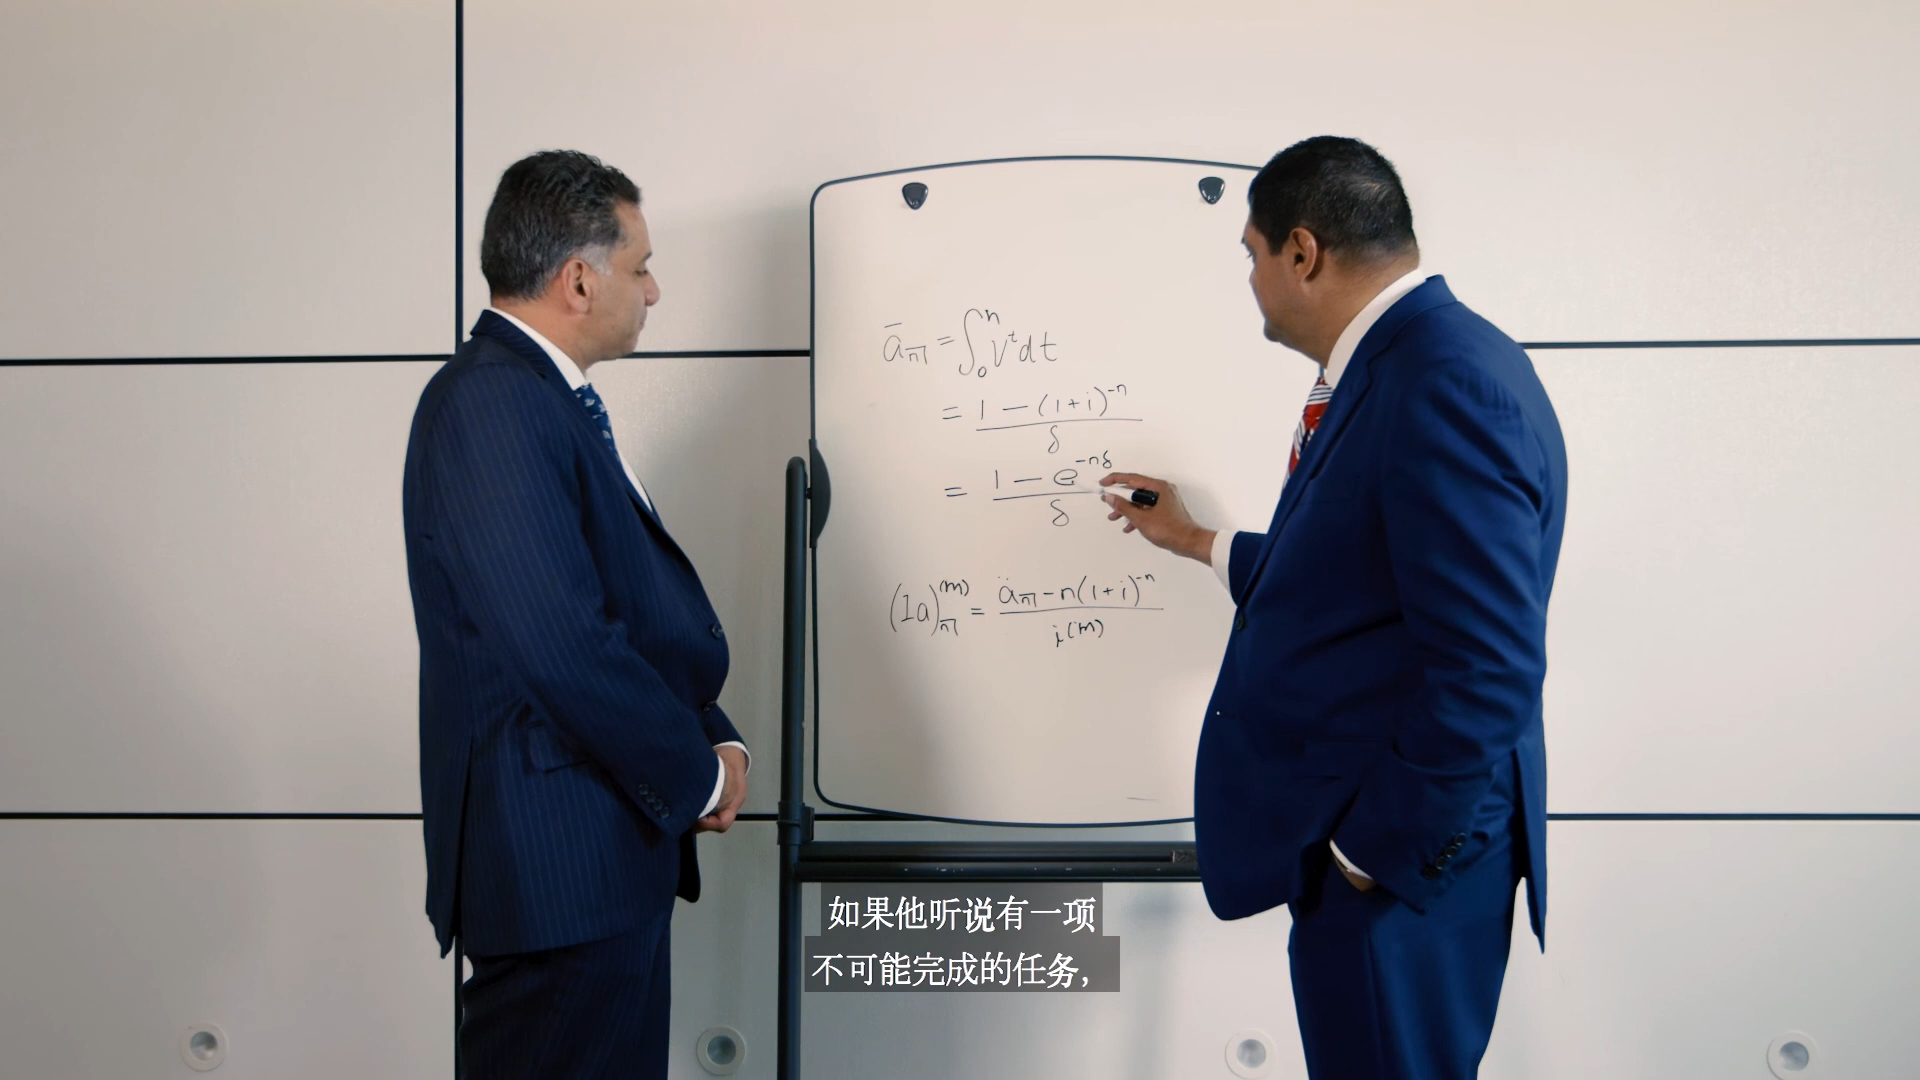 ā_n̅| = ∫₀ⁿ vᵗ dt
= 1 − (1+i)⁻ⁿ / δ
= 1 − e^(−nδ) / δ
(Ia)_n̅|^(m) = ä_n̅| − n(1+i)⁻ⁿ / i^(m)
如果他听说有一项
不可能完成的任务，